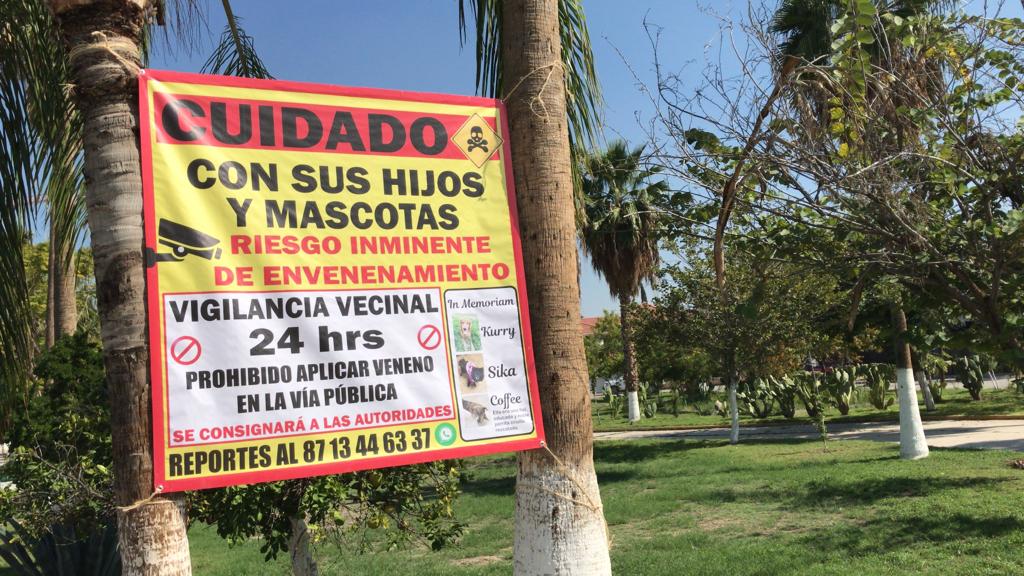 CUIDADO
CON SUS HIJOS
Y MASCOTAS
RIESGO INMINENTE
DE ENVENENAMIENTO
VIGILANCIA VECINAL
24 hrs
PROHIBIDO APLICAR VENENO
EN LA VÍA PÚBLICA
SE CONSIGNARÁ A LAS AUTORIDADES
REPORTES AL 87 13 44 63 37
In Memoriam
Kurry
Sika
Coffee